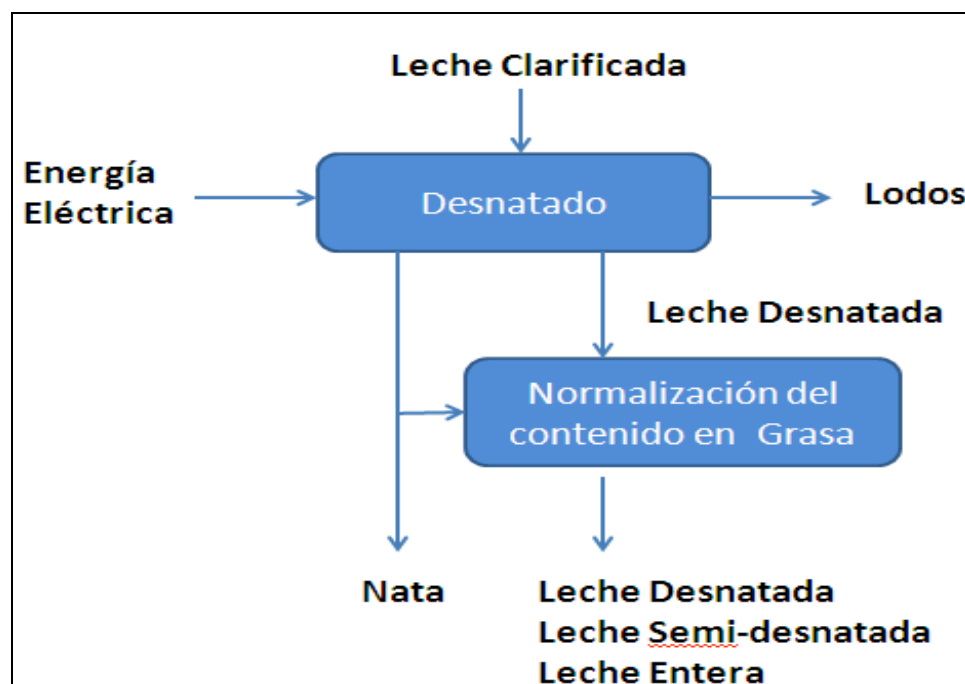 Leche Clarificada
Energía
Eléctrica
Desnatado
Lodos
Leche Desnatada
Normalización del
contenido en Grasa
Nata
Leche Desnatada
Leche Semi-desnatada
Leche Entera